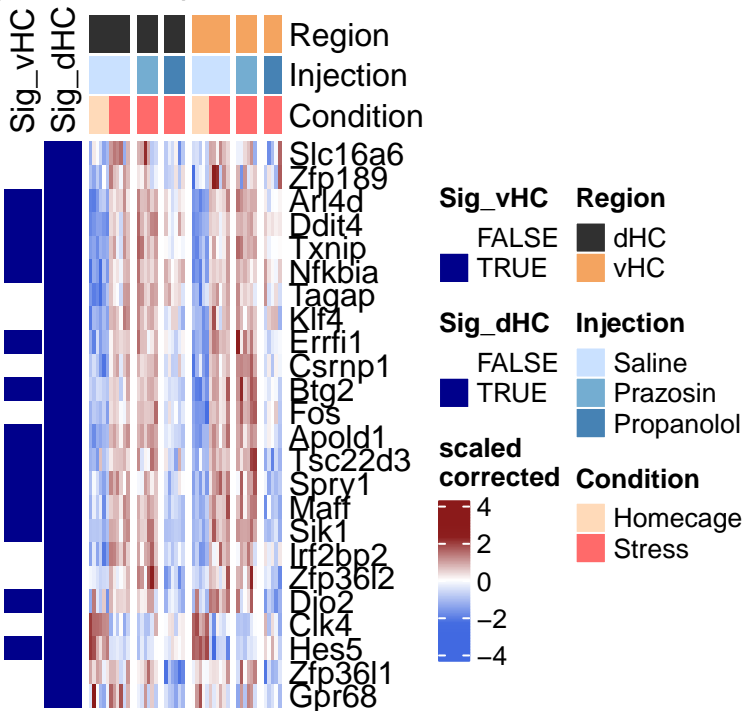 Sig_vHC
Sig_dHC
Region
Injection
Condition
Slc16a6
Zfp189
Arl4d
Ddit4
Txnip
Nfkbia
Tagap
Klf4
Errfi1
Csrnp1
Btg2
Fos
Apold1
Tsc22d3
Spry1
Maff
Sik1
Irf2bp2
Zfp36l2
Dio2
Clk4
Hes5
Zfp36l1
Gpr68
Sig_vHC
FALSE
TRUE
Sig_dHC
FALSE
TRUE
scaled
corrected
4
2
0
−2
−4
Region
dHC
vHC
Injection
Saline
Prazosin
Propanolol
Condition
Homecage
Stress